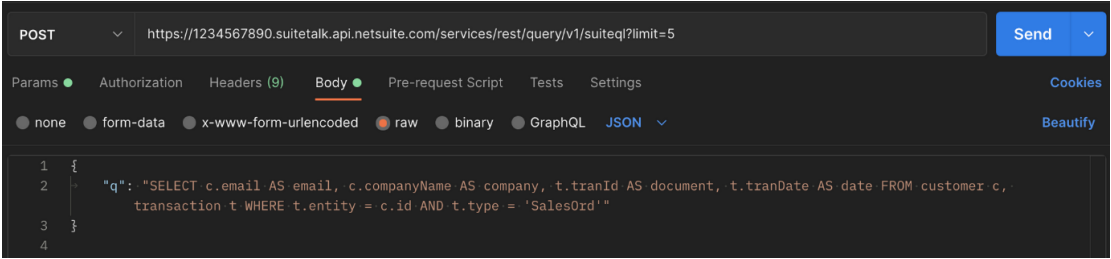 POST https://1234567890.suitetalk.api.netsuite.com/services/rest/query/v1/suiteql?limit=5 Send
Params Authorization Headers (9) Body Pre-request Script Tests Settings Cookies
none form-data x-www-form-urlencoded raw binary GraphQL JSON Beautify
1 {
2 "q": "SELECT c.email AS email, c.companyName AS company, t.tranId AS document, t.tranDate AS date FROM customer c,
transaction t WHERE t.entity = c.id AND t.type = 'SalesOrd'"
3 }
4